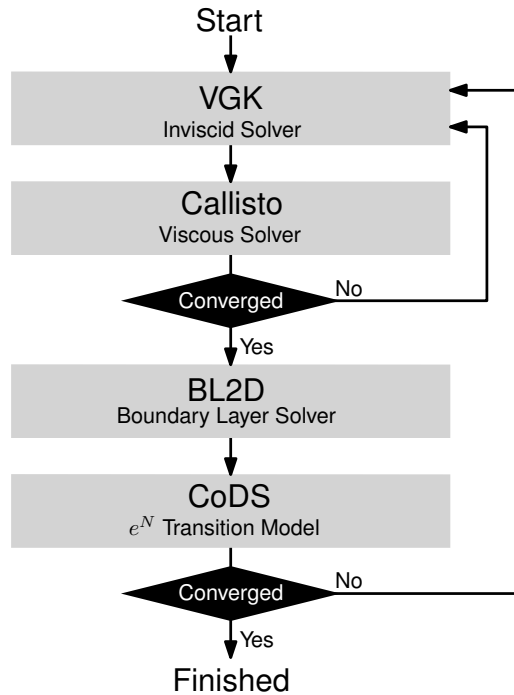 Start
VGK
Inviscid Solver
Callisto
Viscous Solver
Converged
No
Yes
BL2D
Boundary Layer Solver
CoDS
e^N Transition Model
Converged
No
Yes
Finished